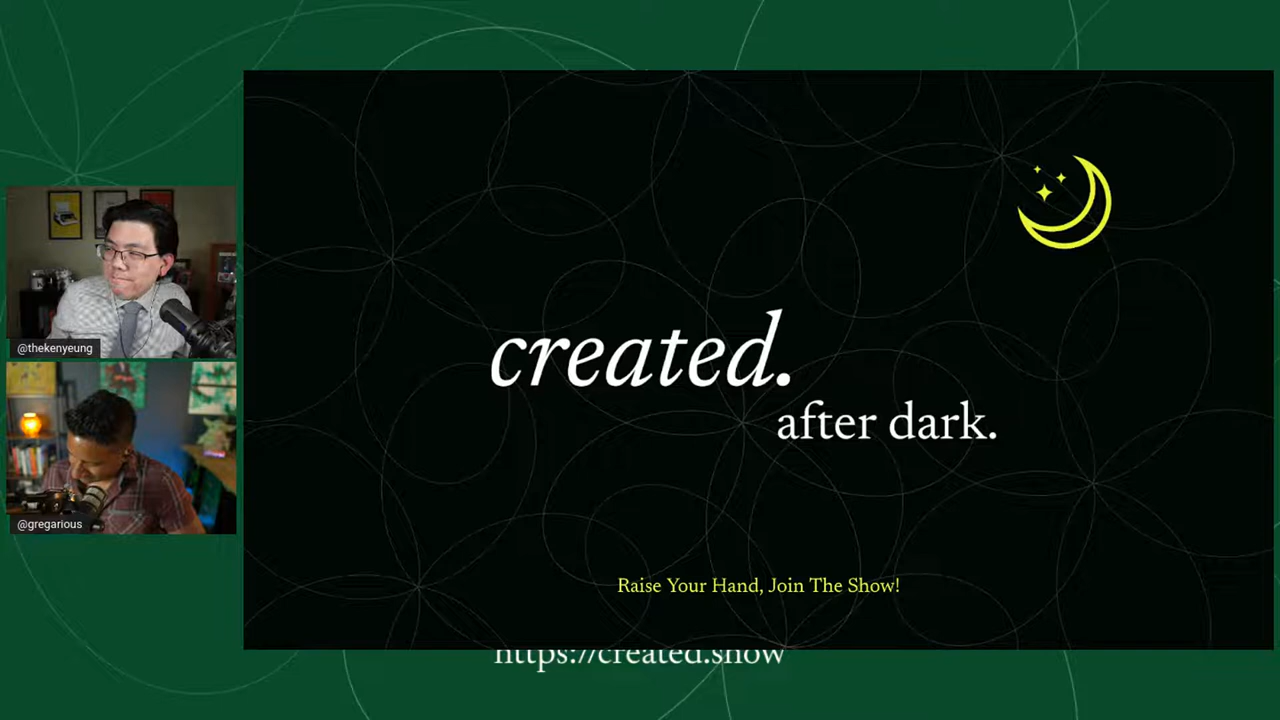 @thekenyeung
@gregarious
created.
after dark.
Raise Your Hand, Join The Show!
https://created.show